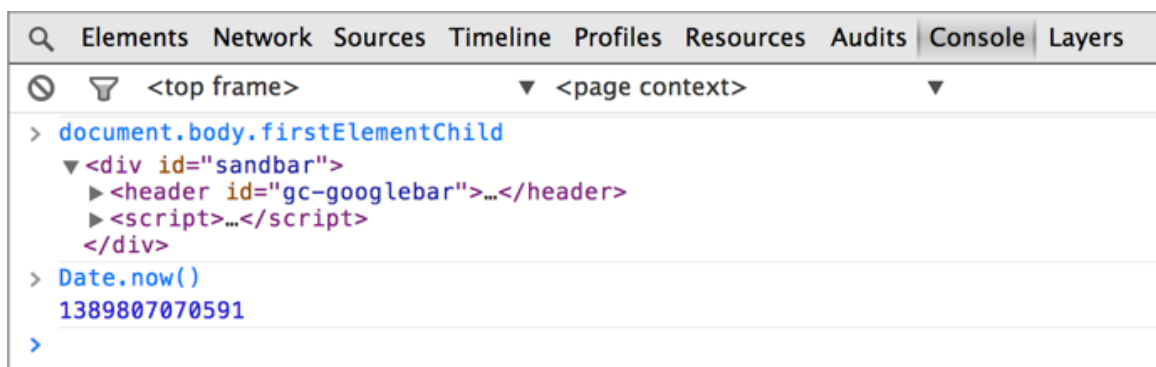 Elements Network Sources Timeline Profiles Resources Audits Console Layers
<top frame> ▼ <page context> ▼
> document.body.firstElementChild
▼<div id="sandbar">
▶<header id="gc-googlebar">…</header>
▶<script>…</script>
</div>
> Date.now()
1389807070591
>